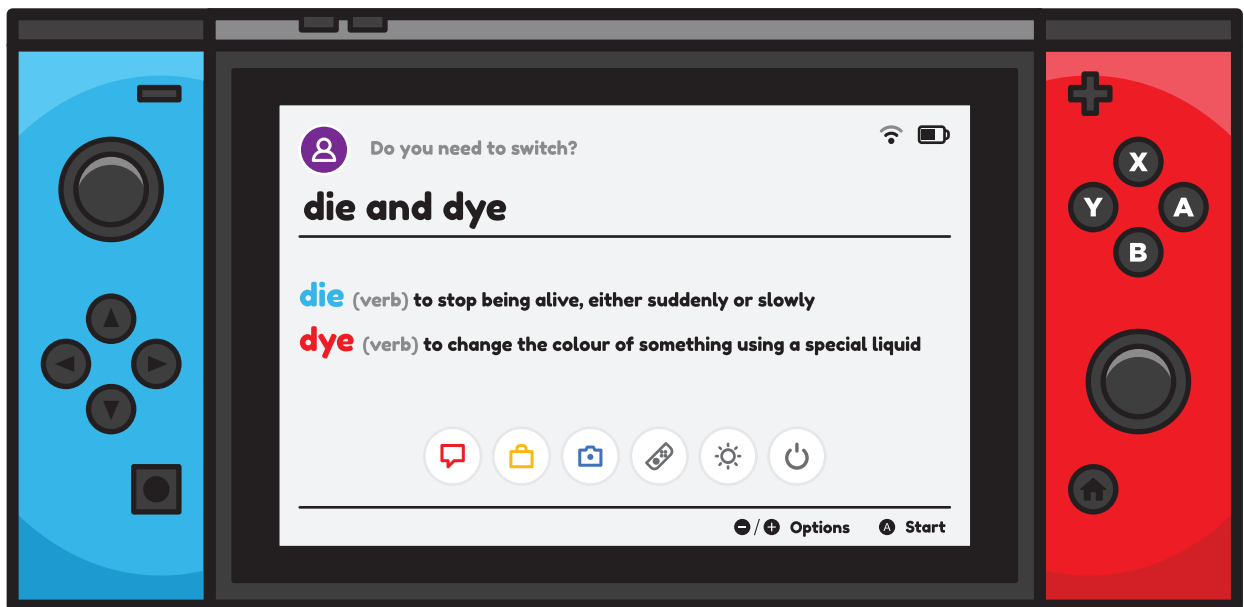 Do you need to switch?
die and dye
die (verb) to stop being alive, either suddenly or slowly
dye (verb) to change the colour of something using a special liquid
X
Y A
B
-/+ Options A Start